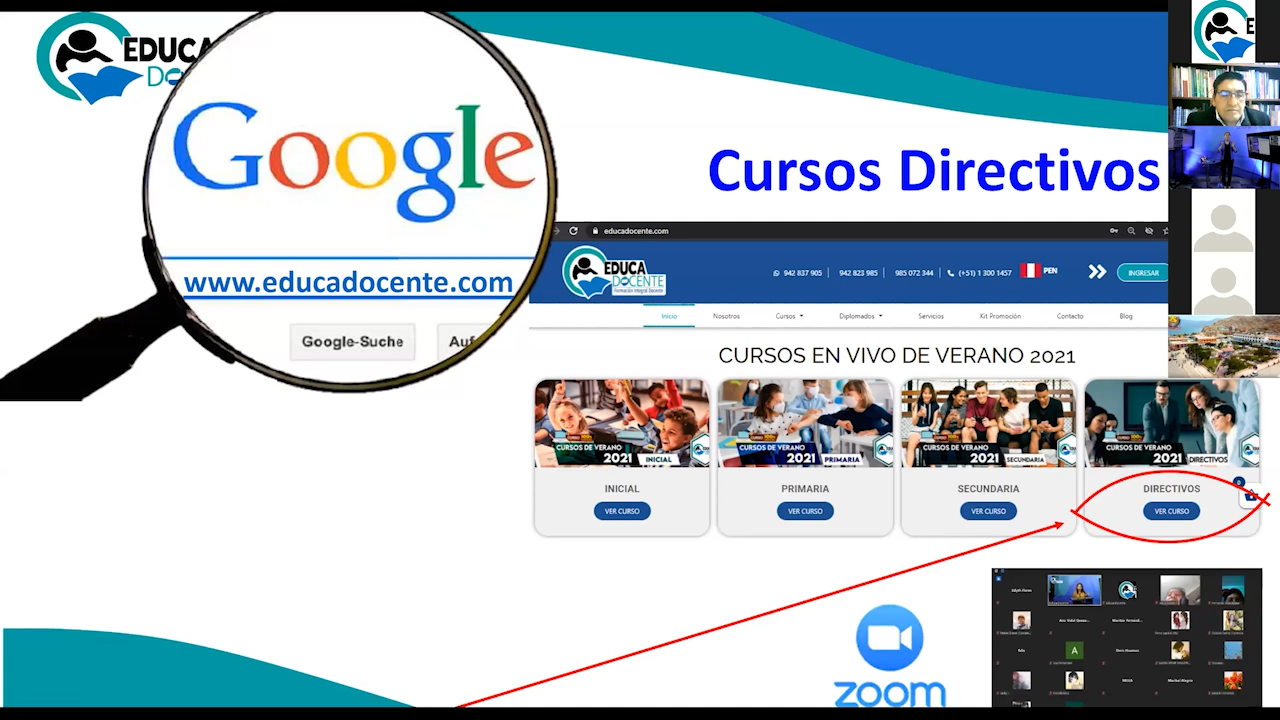 EDUCA
Google
www.educadocente.com
Google-Suche
Auf
Cursos Directivos
educadocente.com
EDUCA
DOCENTE
Formación Integral Docente
942 837 905
942 823 985
985 072 344
(+51) 1 300 1457
PEN
INGRESAR
Inicio
Nosotros
Cursos
Diplomados
Servicios
Kit Promoción
Contacto
Blog
CURSOS EN VIVO DE VERANO 2021
CURSOS DE VERANO
2021 INICIAL
CURSOS DE VERANO
2021 PRIMARIA
CURSOS DE VERANO
2021 SECUNDARIA
CURSOS DE VERANO
2021 DIRECTIVOS
INICIAL
VER CURSO
PRIMARIA
VER CURSO
SECUNDARIA
VER CURSO
DIRECTIVOS
VER CURSO
0
zoom
A